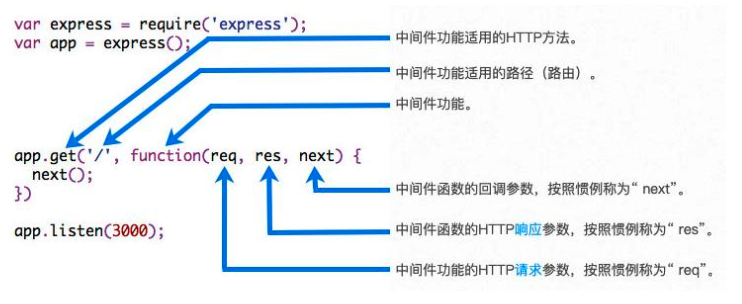 var express = require('express');
var app = express();
中间件功能适用的HTTP方法。
中间件功能适用的路径（路由）。
中间件功能。
app.get('/', function(req, res, next) {
next();
})
中间件函数的回调参数，按照惯例称为“ next”。
app.listen(3000);
中间件函数的HTTP响应参数，按照惯例称为“ res”。
中间件功能的HTTP请求参数，按照惯例称为“ req”。